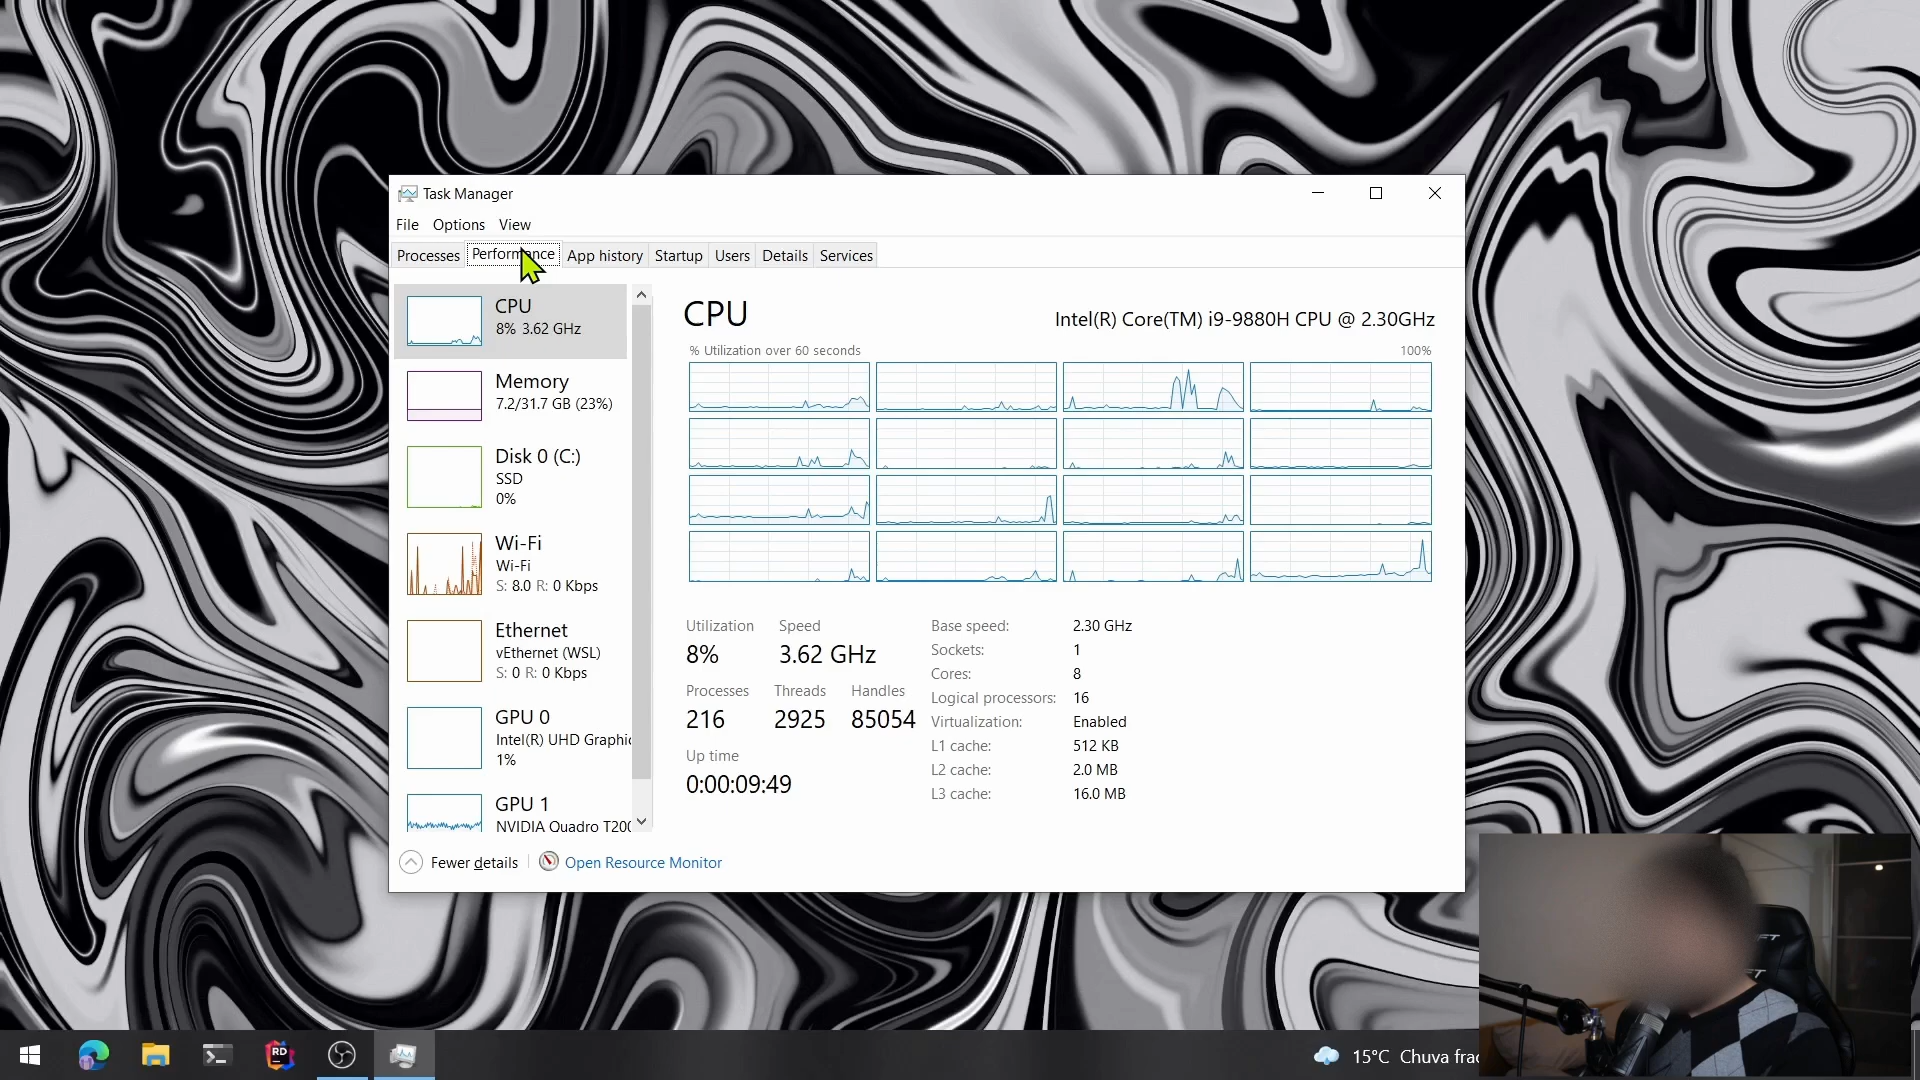 Task Manager
File Options View
Processes Performance App history Startup Users Details Services
CPU
8% 3.62 GHz
Memory
7.2/31.7 GB (23%)
Disk 0 (C:)
SSD
0%
Wi-Fi
Wi-Fi
S: 8.0 R: 0 Kbps
Ethernet
vEthernet (WSL)
S: 0 R: 0 Kbps
GPU 0
Intel(R) UHD Graphic
1%
GPU 1
NVIDIA Quadro T200
CPU
Intel(R) Core(TM) i9-9880H CPU @ 2.30GHz
% Utilization over 60 seconds 100%
Utilization Speed
8% 3.62 GHz
Processes Threads Handles
216 2925 85054
Up time
0:00:09:49
Base speed: 2.30 GHz
Sockets: 1
Cores: 8
Logical processors: 16
Virtualization: Enabled
L1 cache: 512 KB
L2 cache: 2.0 MB
L3 cache: 16.0 MB
Fewer details Open Resource Monitor
RD
15°C Chuva